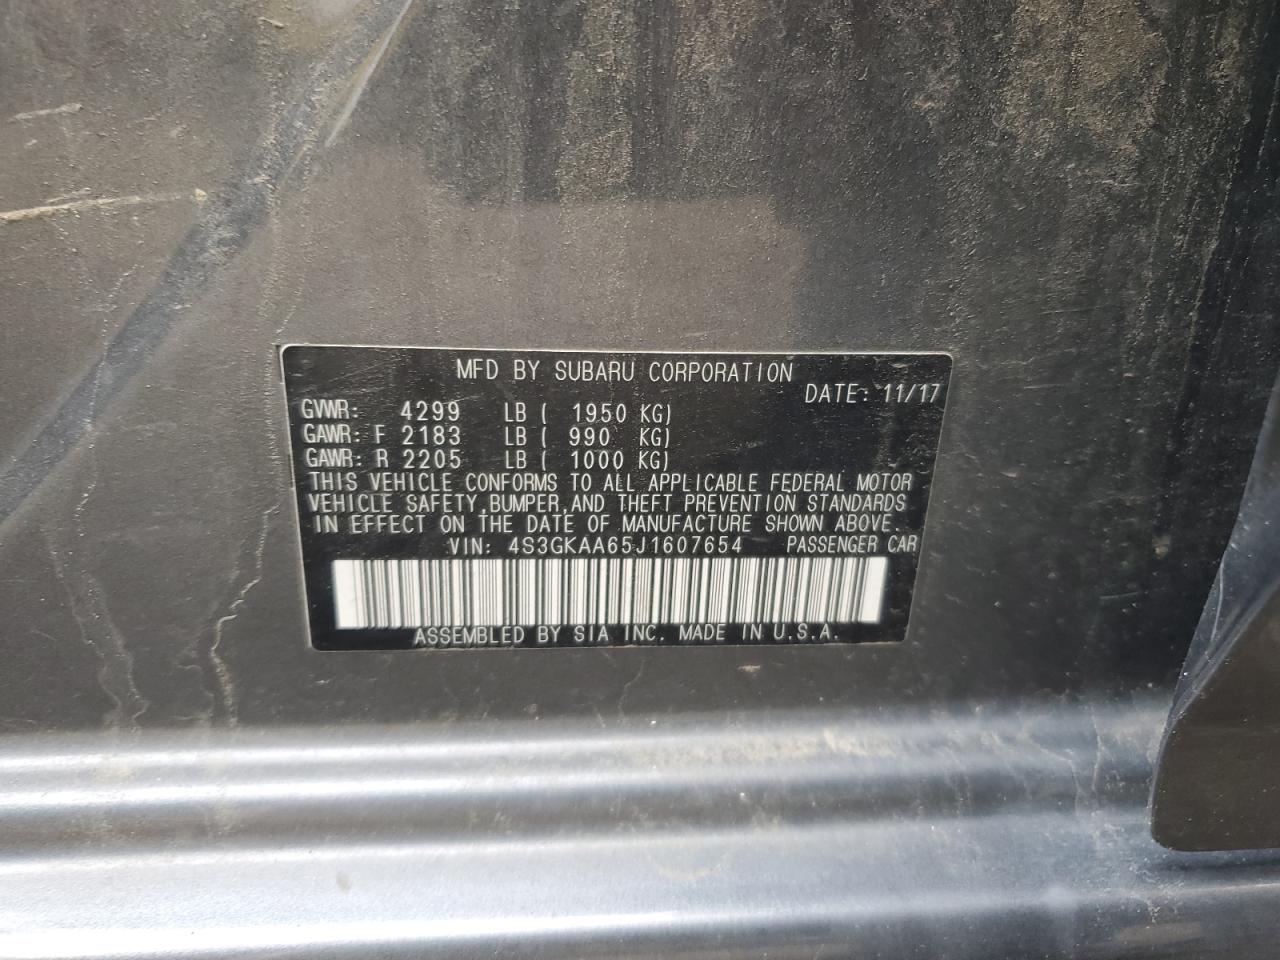 MFD BY SUBARU CORPORATION
DATE: 11/17
GVWR: 4299 LB ( 1950 KG)
GAWR: F 2183 LB ( 990 KG)
GAWR: R 2205 LB ( 1000 KG)
THIS VEHICLE CONFORMS TO ALL APPLICABLE FEDERAL MOTOR
VEHICLE SAFETY,BUMPER,AND THEFT PREVENTION STANDARDS
IN EFFECT ON THE DATE OF MANUFACTURE SHOWN ABOVE.
VIN: 4S3GKAA65J1607654 PASSENGER CAR
ASSEMBLED BY SIA INC. MADE IN U.S.A.